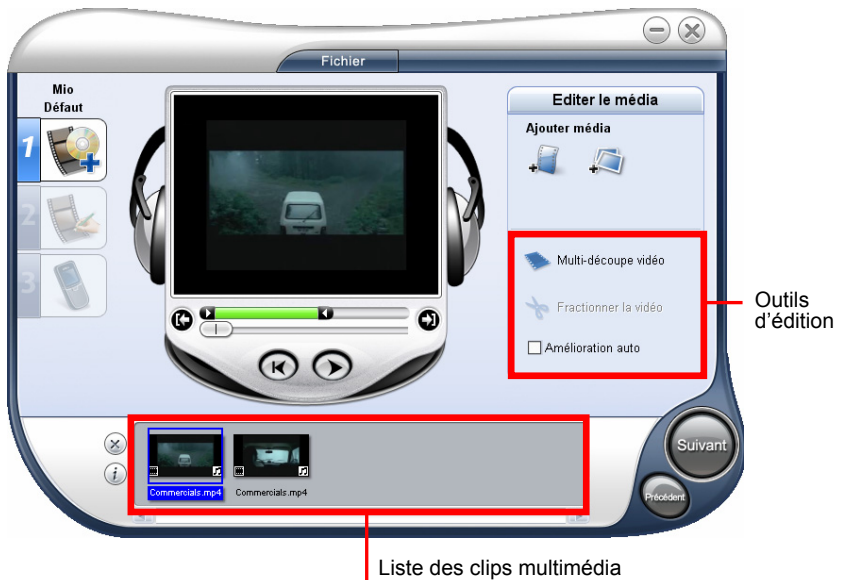 Fichier
Mio
Défaut
1
2
3
Editer le média
Ajouter média
Multi-découpe vidéo
Fractionner la vidéo
Amélioration auto
Outils
d'édition
Commercials.mp4
Commercials.mp4
Suivant
Précédent
Liste des clips multimédia